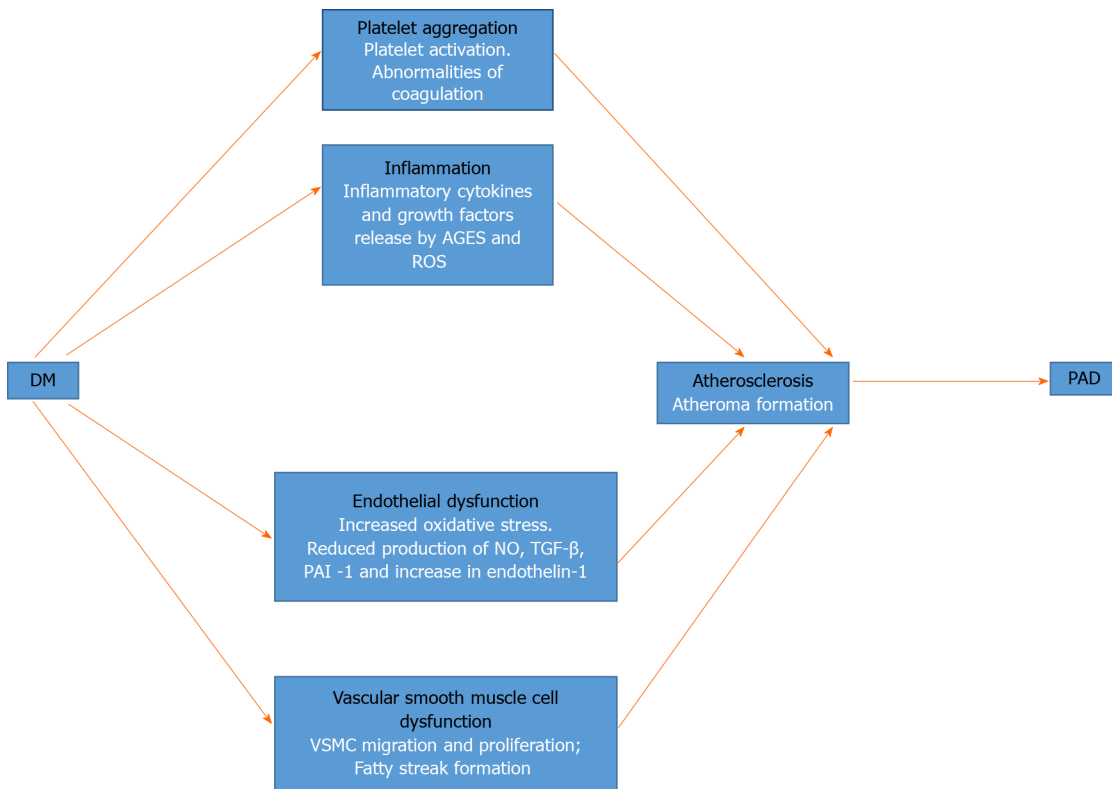 Platelet aggregation
Platelet activation.
Abnormalities of
coagulation
Inflammation
Inflammatory cytokines
and growth factors
release by AGES and
ROS
DM
Atherosclerosis
Atheroma formation
PAD
Endothelial dysfunction
Increased oxidative stress.
Reduced production of NO, TGF-β,
PAI -1 and increase in endothelin-1
Vascular smooth muscle cell
dysfunction
VSMC migration and proliferation;
Fatty streak formation